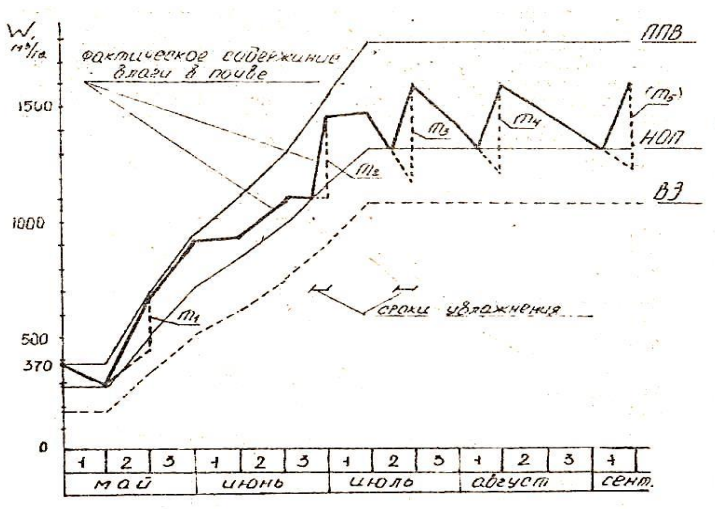 W,
м³/га
ППВ
фактическое содержание
влаги в почве
1500
(m₅)
m₃
m₄
НОП
m₂
ВЭ
1000
m₁
сроки увлажнения
500
370
0
1 2 3 1 2 3 1 2 3 1 2 3 1
май июнь июль август сент.